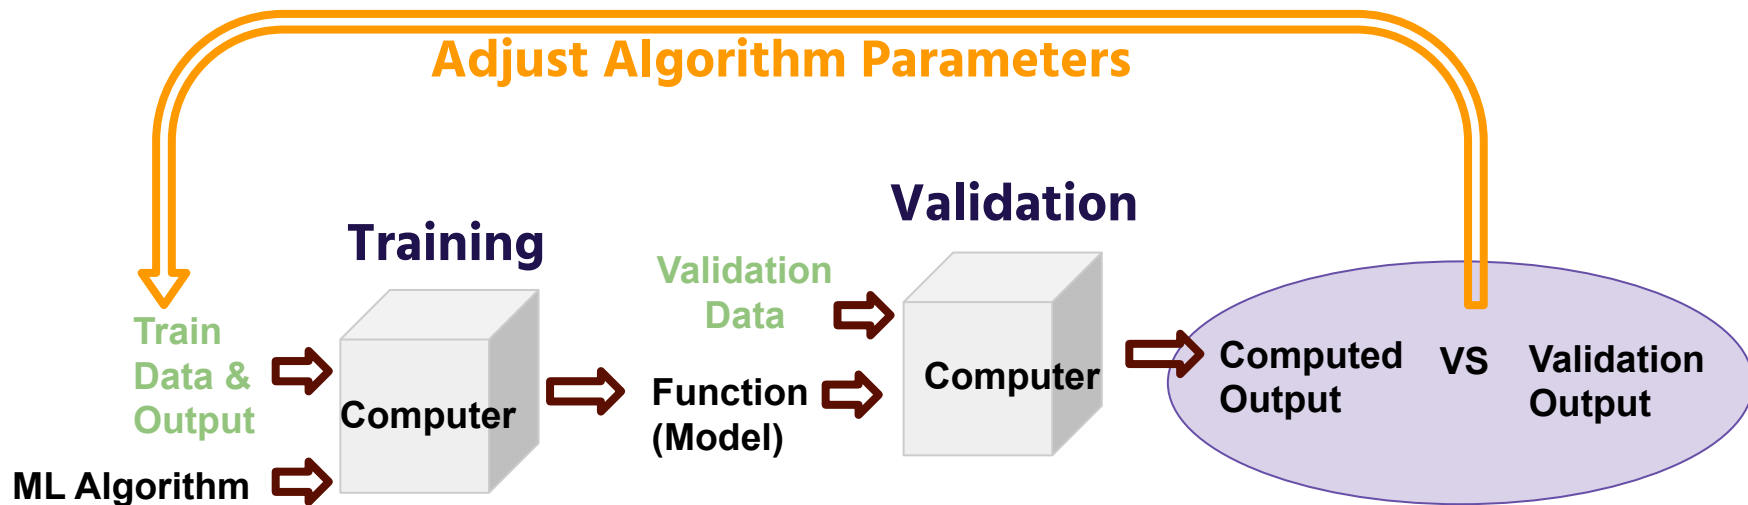 Adjust Algorithm Parameters
Training
Validation
Train
Data &
Output
ML Algorithm
Computer
Validation
Data
Function
(Model)
Computer
Computed
Output
VS
Validation
Output